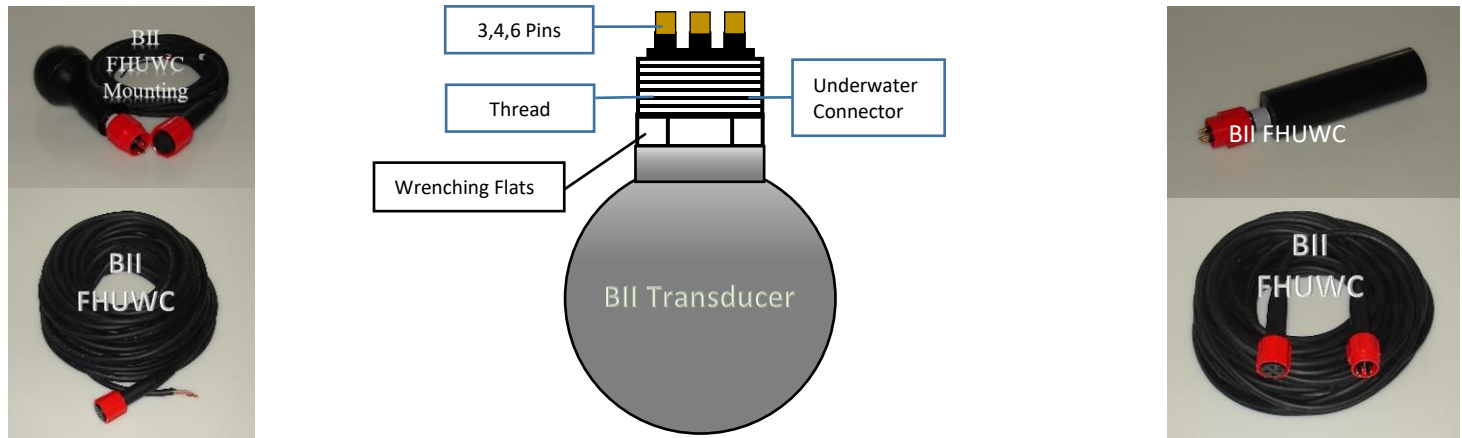 BII
FHUWC
Mounting
BII
FHUWC
3,4,6 Pins
Thread
Underwater
Connector
Wrenching Flats
BII Transducer
BII FHUWC
BII
FHUWC